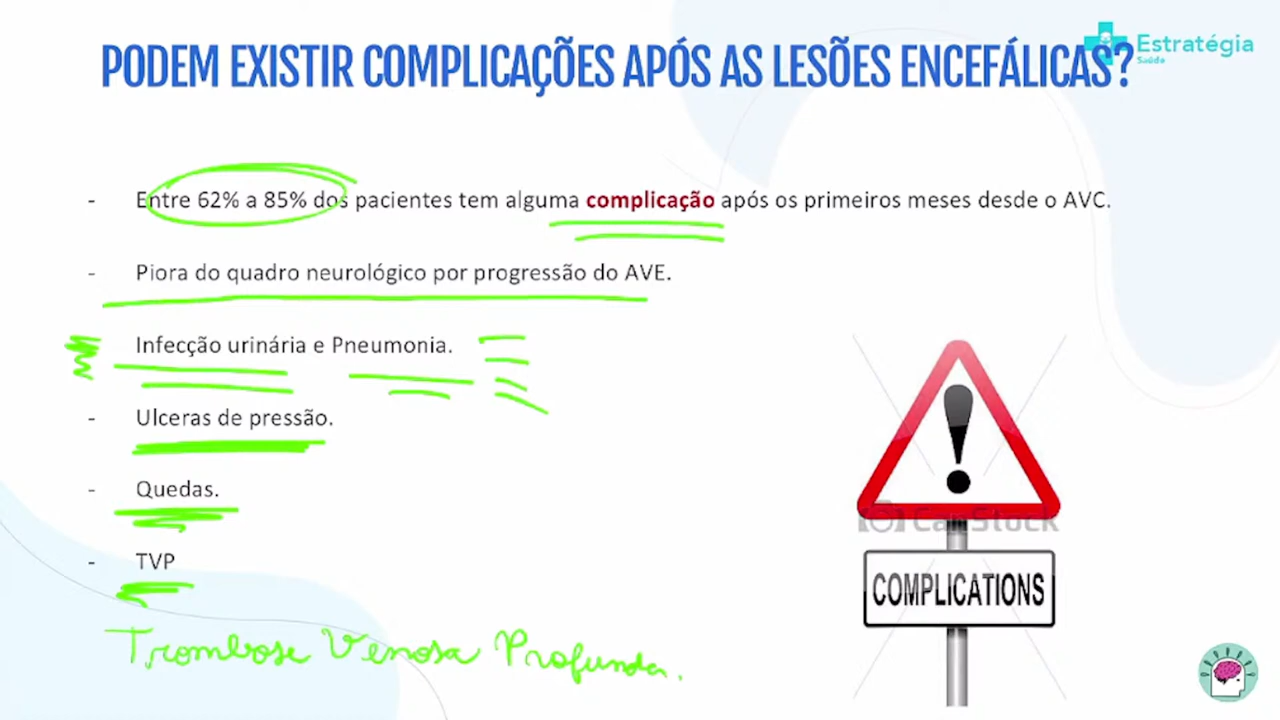 PODEM EXISTIR COMPLICAÇÕES APÓS AS LESÕES ENCEFÁLICAS?
Estratégia
Saúde
- Entre 62% a 85% dos pacientes tem alguma complicação após os primeiros meses desde o AVC.
- Piora do quadro neurológico por progressão do AVE.
- Infecção urinária e Pneumonia.
- Ulceras de pressão.
- Quedas.
- TVP
Trombose Venosa Profunda.
CanStock
COMPLICATIONS